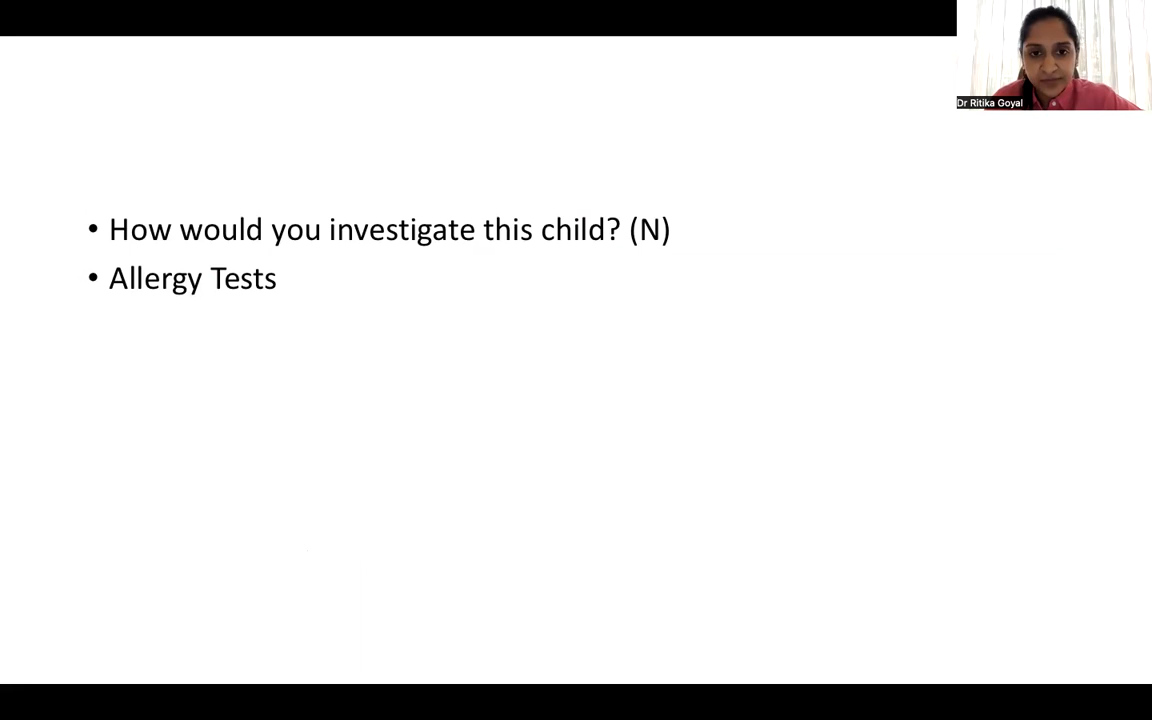 Dr Ritika Goyal
• How would you investigate this child? (N)
• Allergy Tests